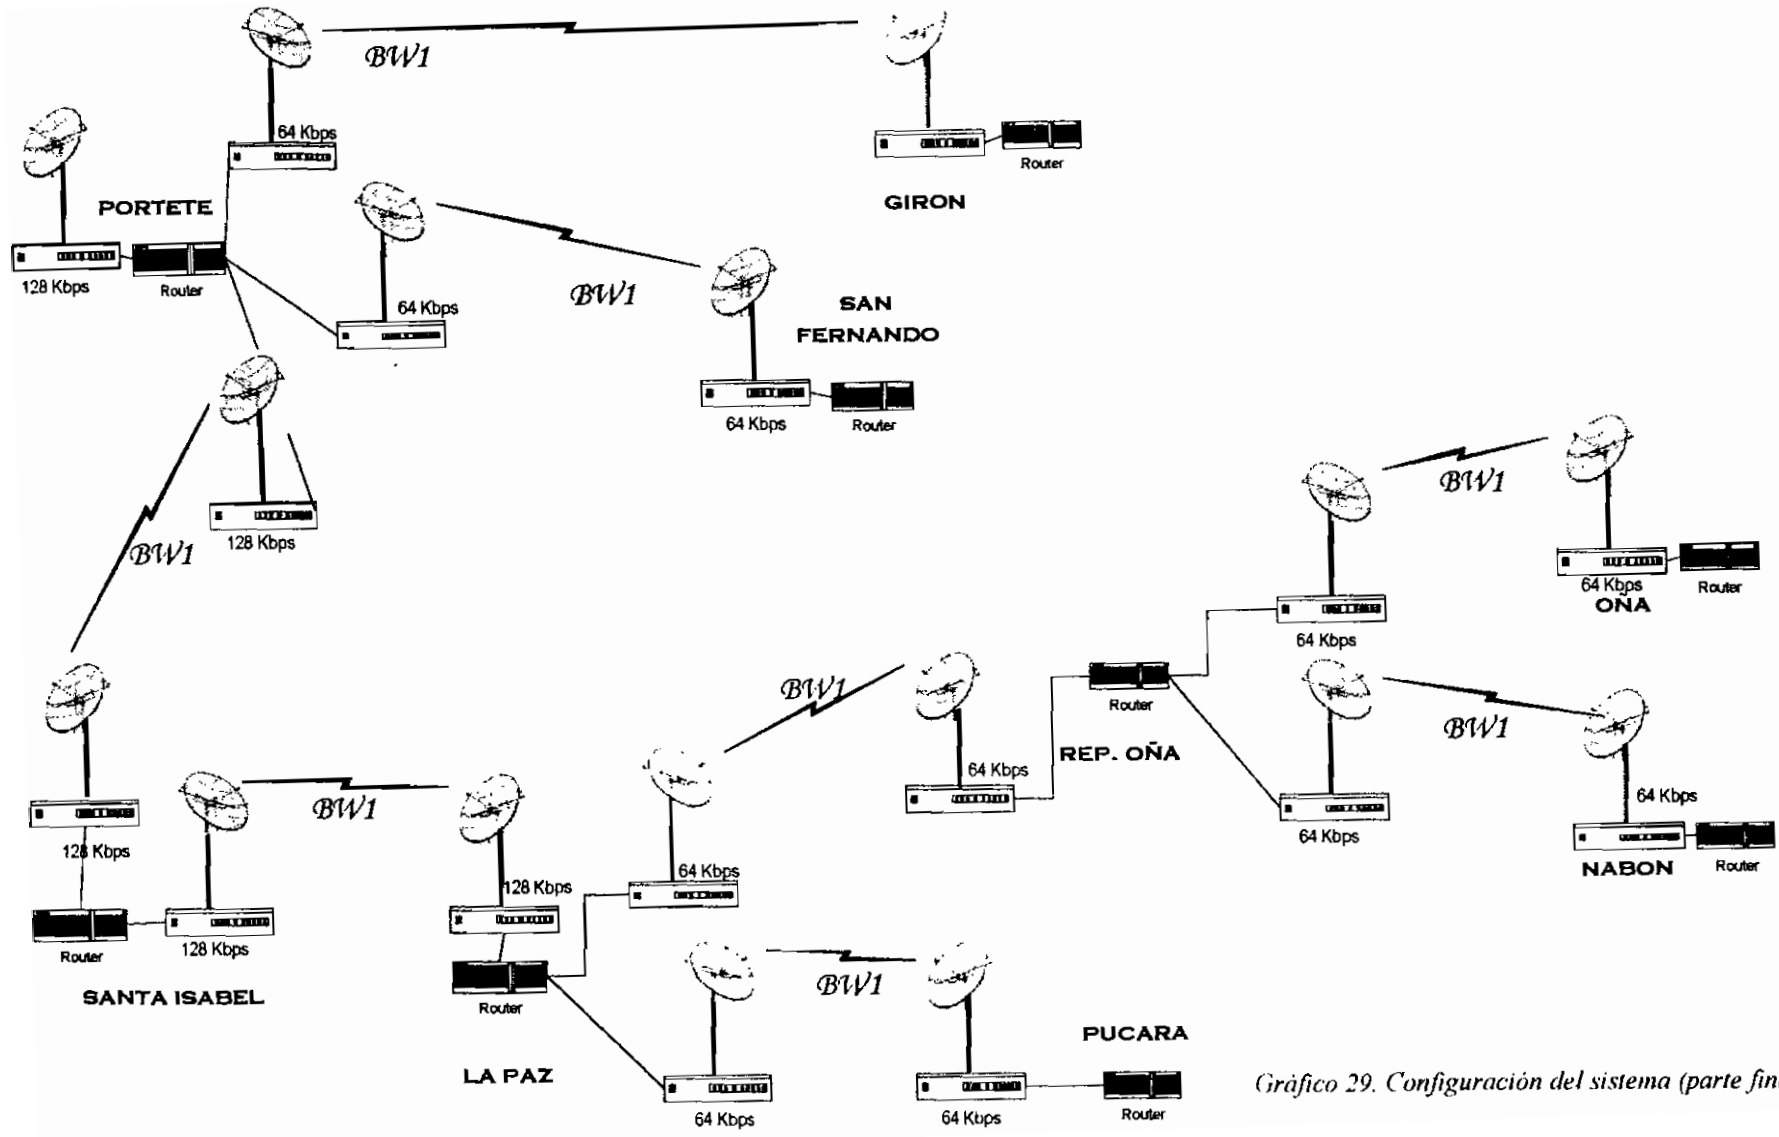 BW1
64 Kbps
Router
GIRON
PORTETE
128 Kbps
Router
64 Kbps
BW1
SAN
FERNANDO
64 Kbps
Router
128 Kbps
BW1
BW1
64 Kbps
OÑA
Router
64 Kbps
BW1
64 Kbps
REP. OÑA
Router
BW1
64 Kbps
64 Kbps
NABON
Router
128 Kbps
Router
128 Kbps
SANTA ISABEL
BW1
128 Kbps
Router
LA PAZ
64 Kbps
64 Kbps
BW1
64 Kbps
PUCARA
Router
Gráfico 29. Configuración del sistema (parte